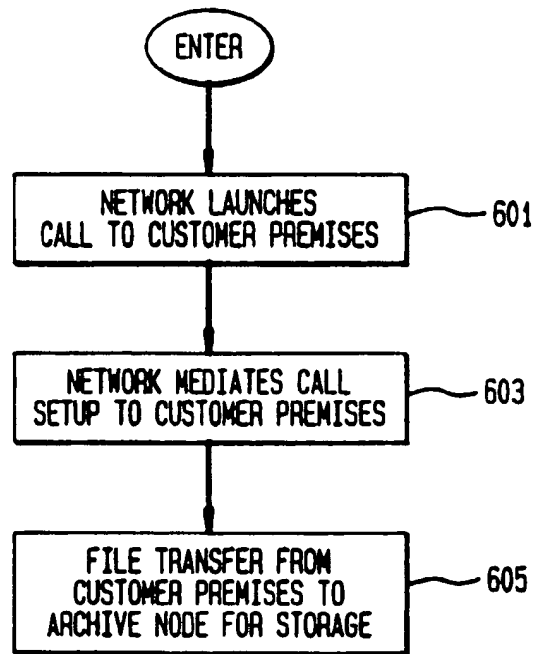 ENTER
NETWORK LAUNCHES
CALL TO CUSTOMER PREMISES
601
NETWORK MEDIATES CALL
SETUP TO CUSTOMER PREMISES
603
FILE TRANSFER FROM
CUSTOMER PREMISES TO
ARCHIVE NODE FOR STORAGE
605